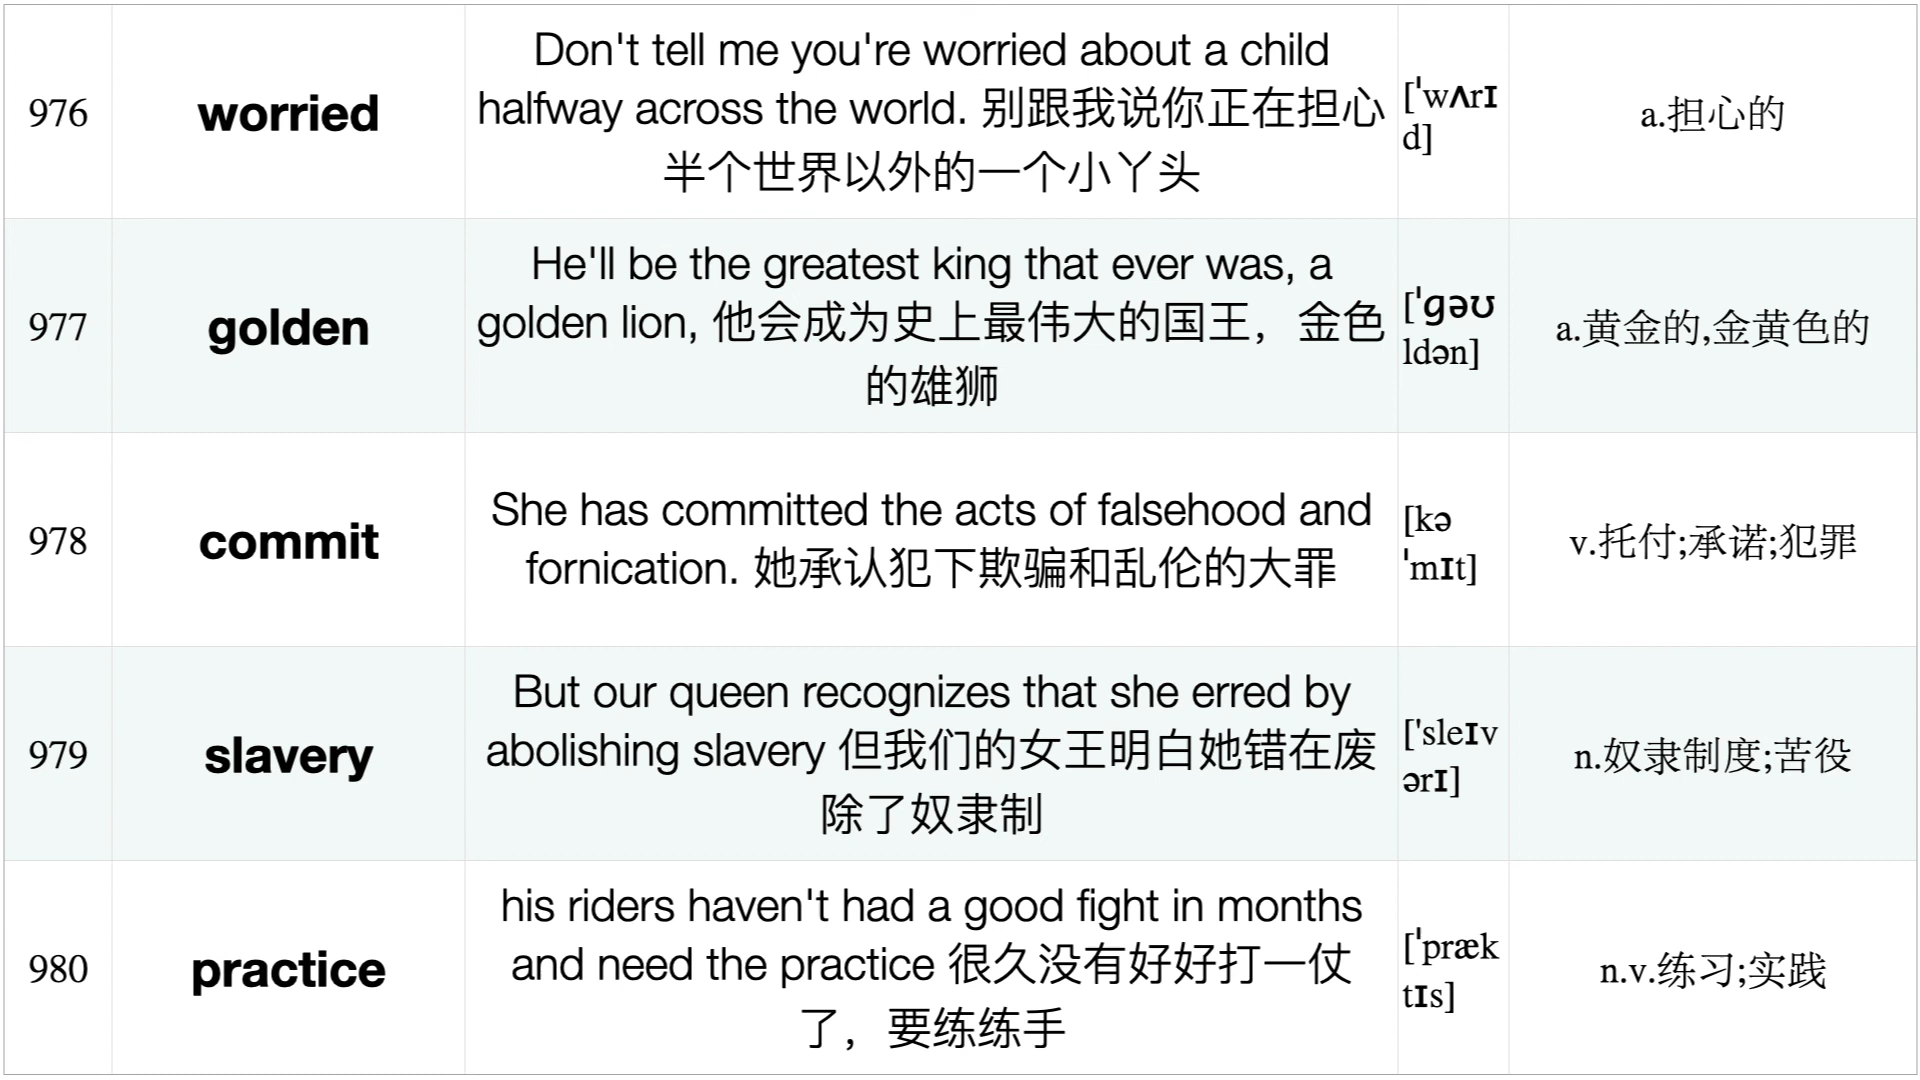 976
worried
Don't tell me you're worried about a child
halfway across the world. 别跟我说你正在担心
半个世界以外的一个小丫头
[ˈwʌrɪ
d]
a.担心的
977
golden
He'll be the greatest king that ever was, a
golden lion, 他会成为史上最伟大的国王，金色
的雄狮
[ˈɡəʊ
ldən]
a.黄金的,金黄色的
978
commit
She has committed the acts of falsehood and
fornication. 她承认犯下欺骗和乱伦的大罪
[kə
ˈmɪt]
v.托付;承诺;犯罪
979
slavery
But our queen recognizes that she erred by
abolishing slavery 但我们的女王明白她错在废
除了奴隶制
['sleɪv
ərɪ]
n.奴隶制度;苦役
980
practice
his riders haven't had a good fight in months
and need the practice 很久没有好好打一仗
了，要练练手
[ˈpræk
tɪs]
n.v.练习;实践